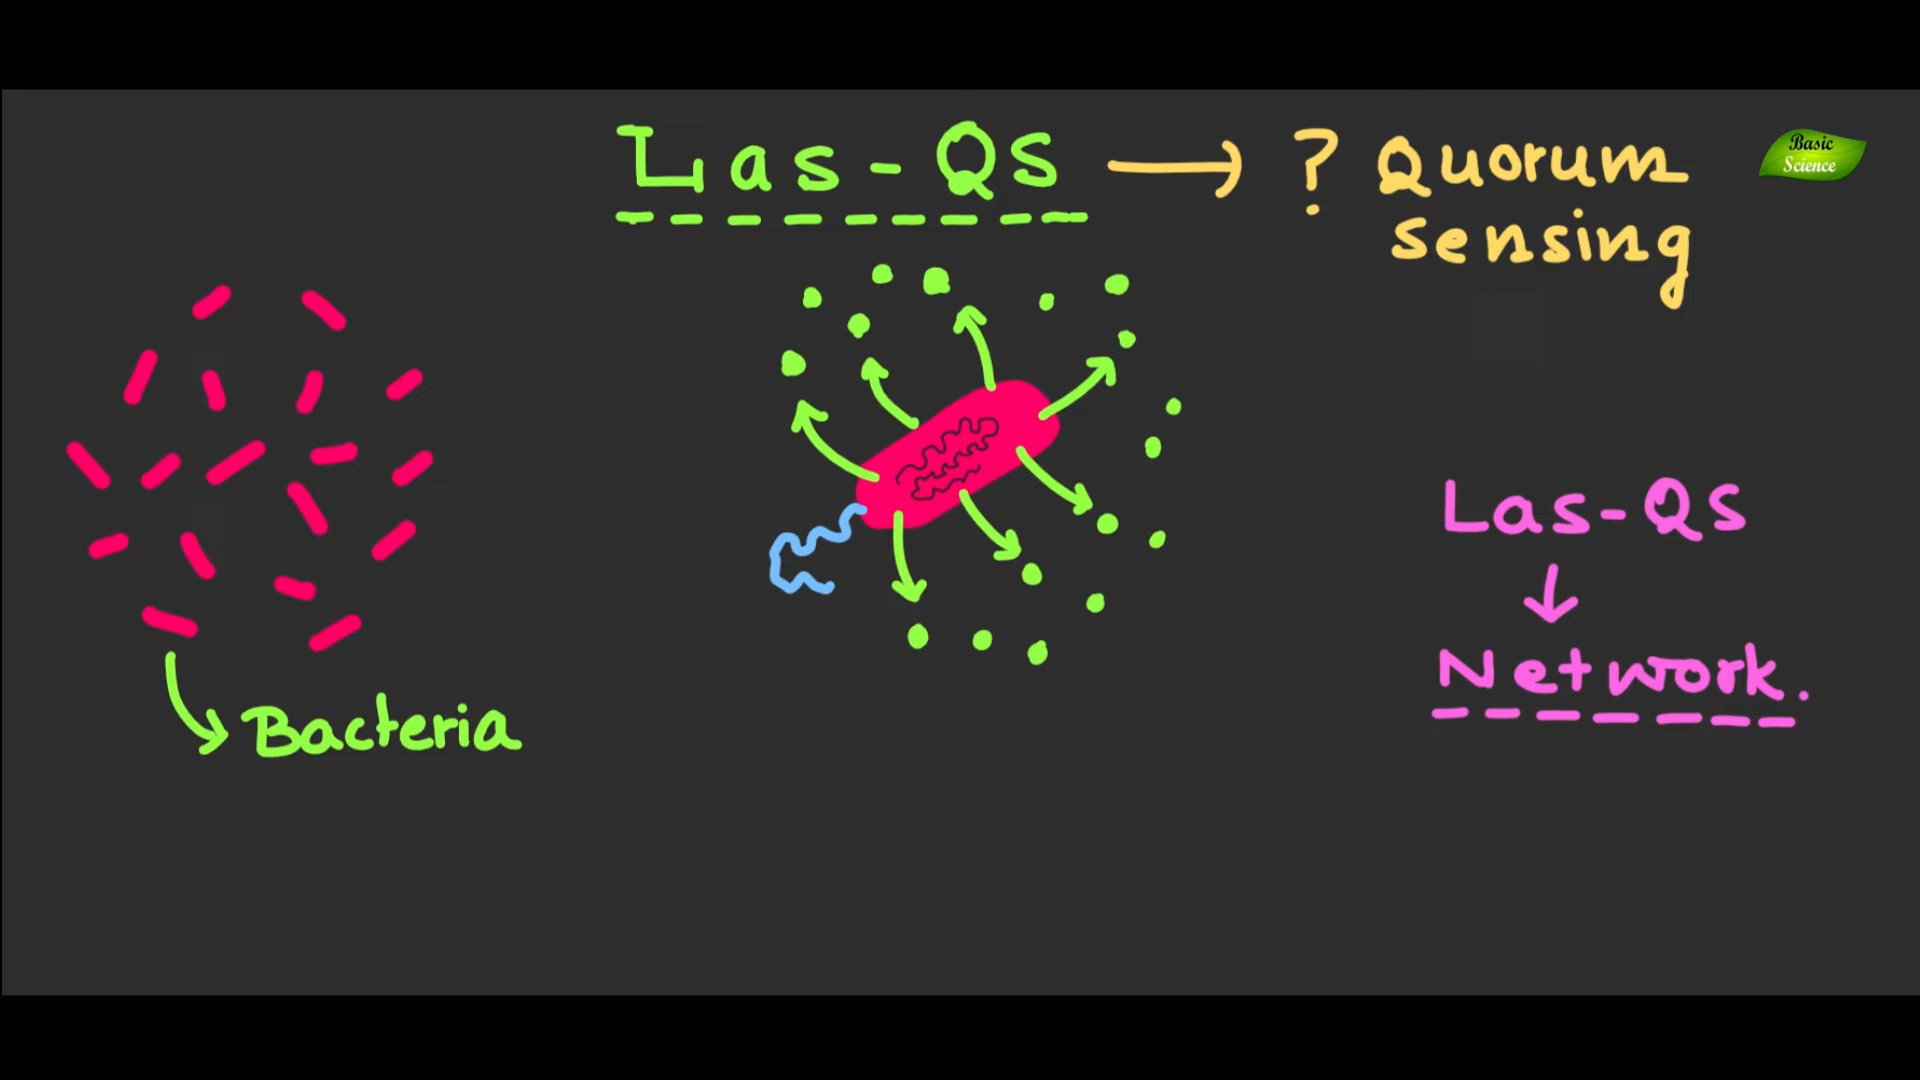 Las-QS → ? Quorum
sensing
Basic
Science
Bacteria
Las-QS
↓
Network.